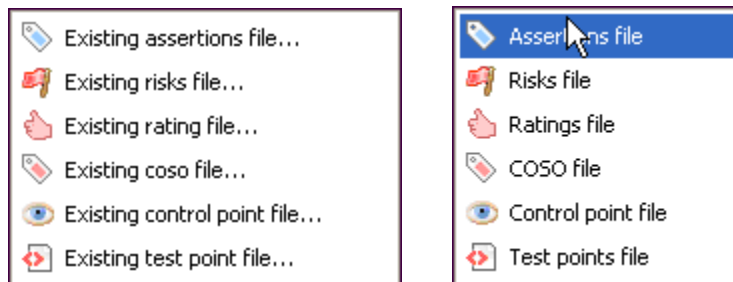 Existing assertions file...
Existing risks file...
Existing rating file...
Existing coso file...
Existing control point file...
Existing test point file...
Assertions file
Risks file
Ratings file
COSO file
Control point file
Test points file